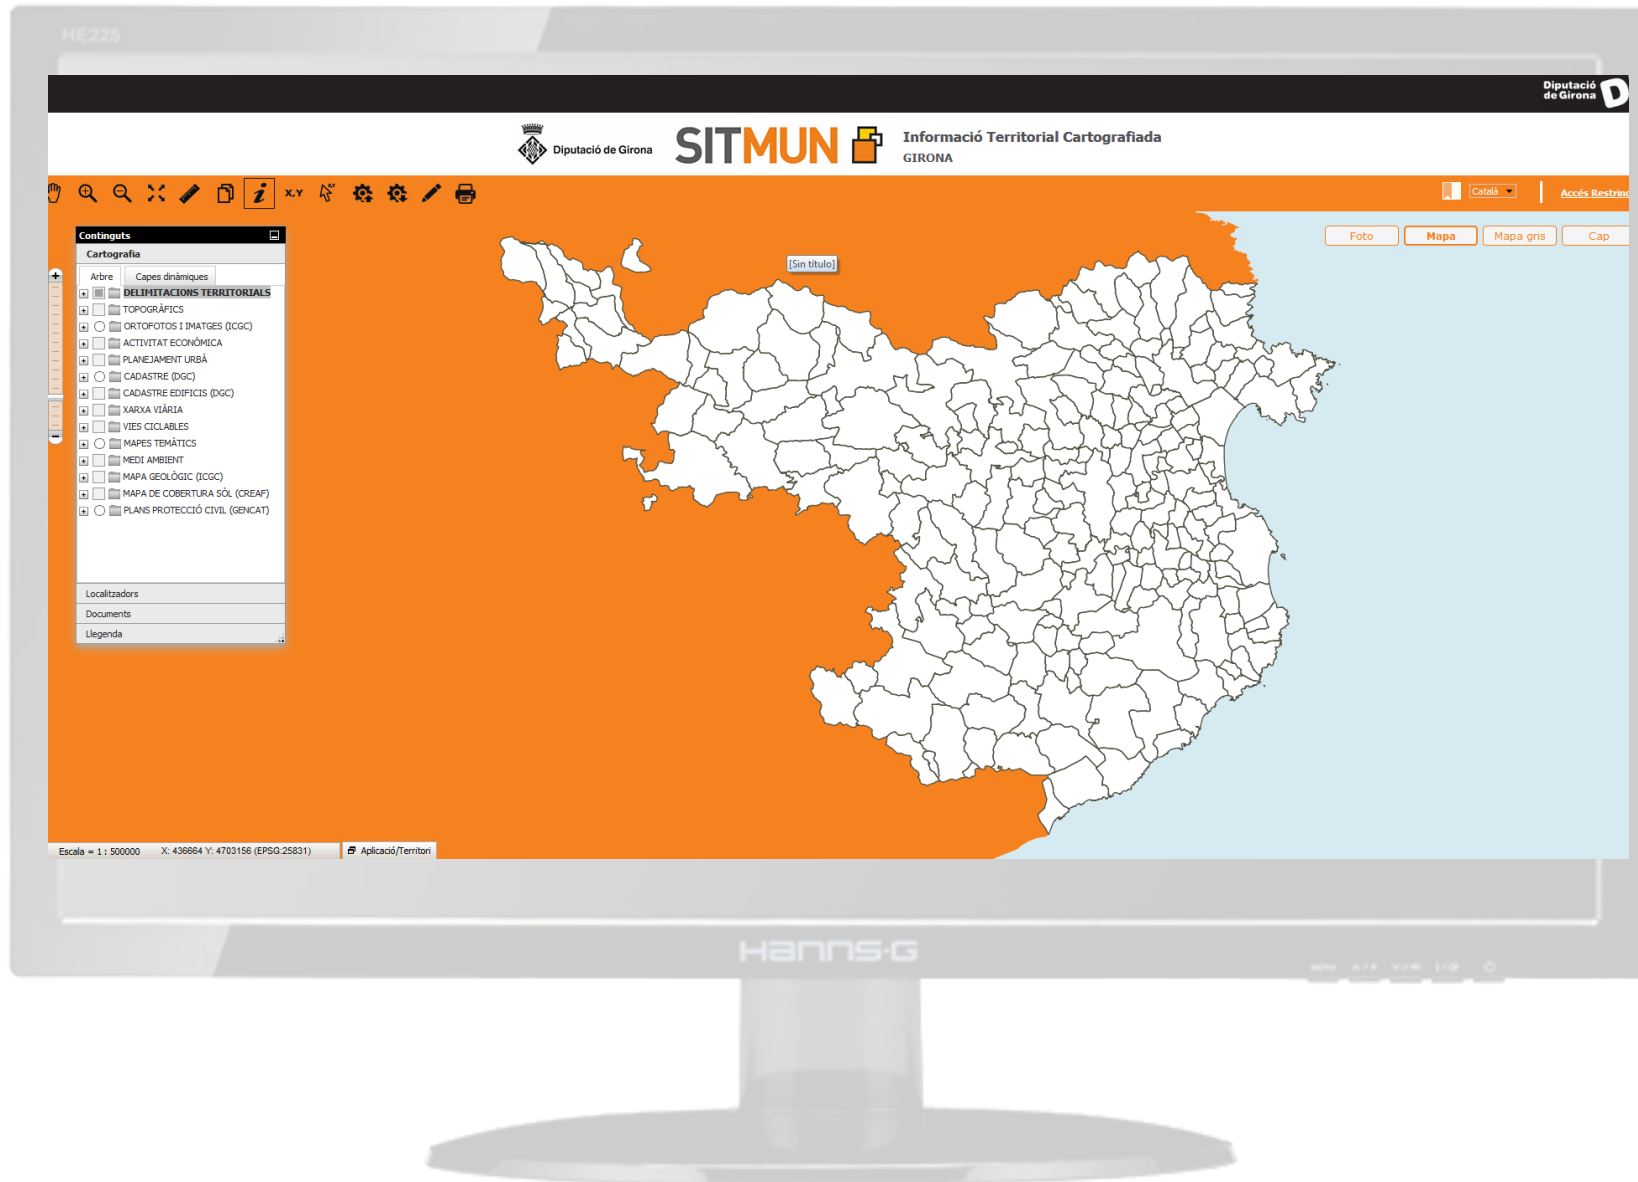 HE225
Diputació
de Girona
Diputació de Girona
SITMUN
Informació Territorial Cartografiada
GIRONA
X,Y
Català
Accés Restrin
Continguts
Cartografia
Arbre
Capes dinàmiques
DELIMITACIONS TERRITORIALS
TOPOGRÀFICS
ORTOFOTOS I IMATGES (ICGC)
ACTIVITAT ECONÒMICA
PLANEJAMENT URBÀ
CADASTRE (DGC)
CADASTRE EDIFICIS (DGC)
XARXA VIÀRIA
VIES CICLABLES
MAPES TEMÀTICS
MEDI AMBIENT
MAPA GEOLÒGIC (ICGC)
MAPA DE COBERTURA SÒL (CREAF)
PLANS PROTECCIÓ CIVIL (GENCAT)
Localitzadors
Documents
Llegenda
[Sin título]
Foto
Mapa
Mapa gris
Cap
Escala = 1 : 500000
X: 436664 Y: 4703156 (EPSG:25831)
Aplicació/Territori
Hanns·G